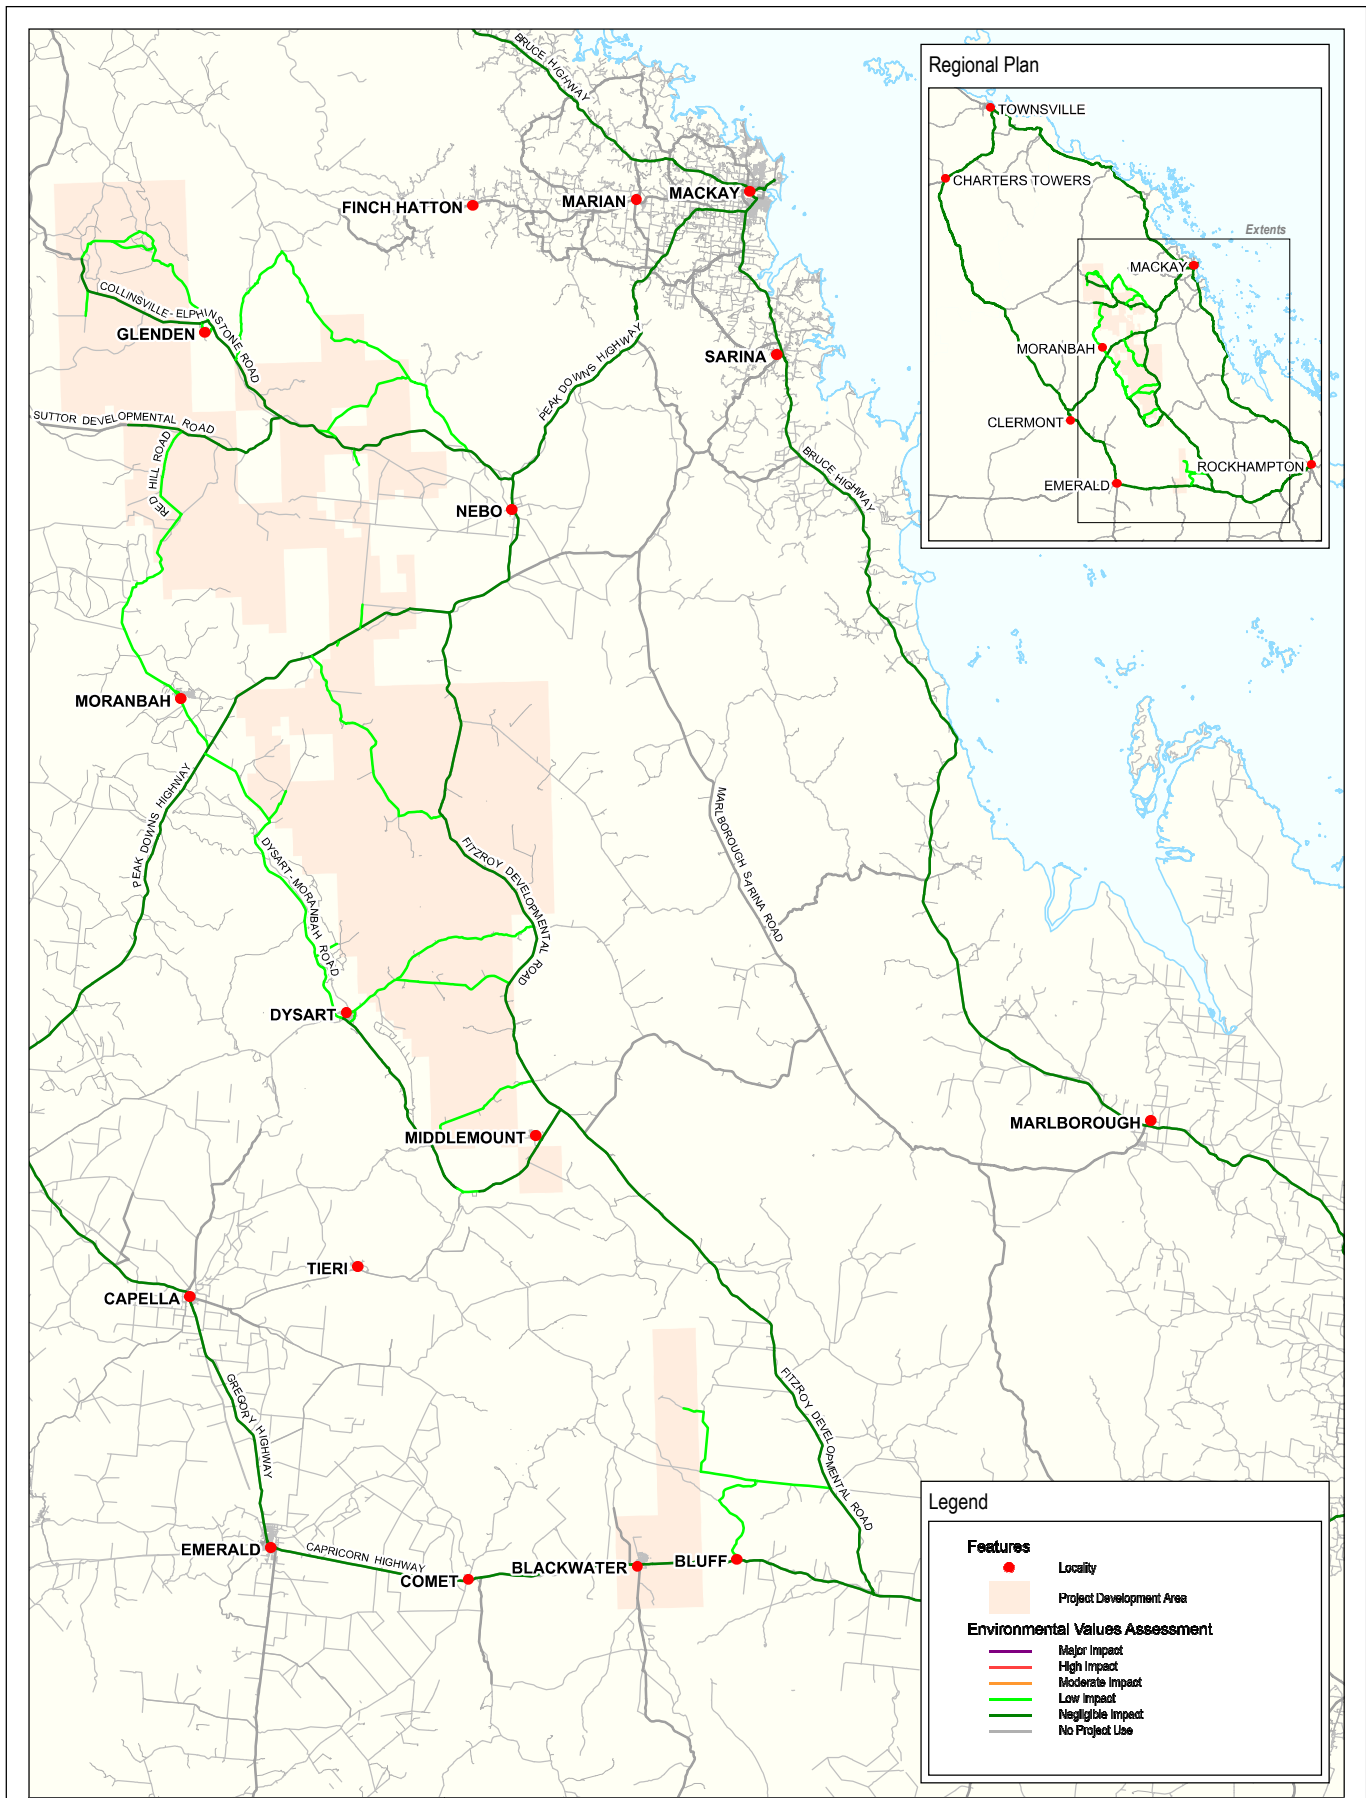 BRUCE HIGHWAY
Regional Plan
TOWNSVILLE
CHARTERS TOWERS
Extents
MACKAY
MORANBAH
CLERMONT
ROCKHAMPTON
EMERALD
FINCH HATTON
MARIAN
MACKAY
COLLINSVILLE - ELPHINSTONE ROAD
GLENDEN
PEAK DOWNS HIGHWAY
SARINA
SUTTOR DEVELOPMENTAL ROAD
RED HILL ROAD
BRUCE HIGHWAY
NEBO
MORANBAH
PEAK DOWNS HIGHWAY
DYSART - MORANBAH ROAD
FITZROY DEVELOPMENTAL ROAD
MARLBOROUGH SARINA ROAD
DYSART
MIDDLEMOUNT
MARLBOROUGH
TIERI
CAPELLA
GREGORY HIGHWAY
FITZROY DEVELOPMENTAL ROAD
EMERALD
CAPRICORN HIGHWAY
COMET
BLACKWATER
BLUFF
Legend
Features
Locality
Project Development Area
Environmental Values Assessment
Major Impact
High Impact
Moderate Impact
Low Impact
Negligible Impact
No Project Use